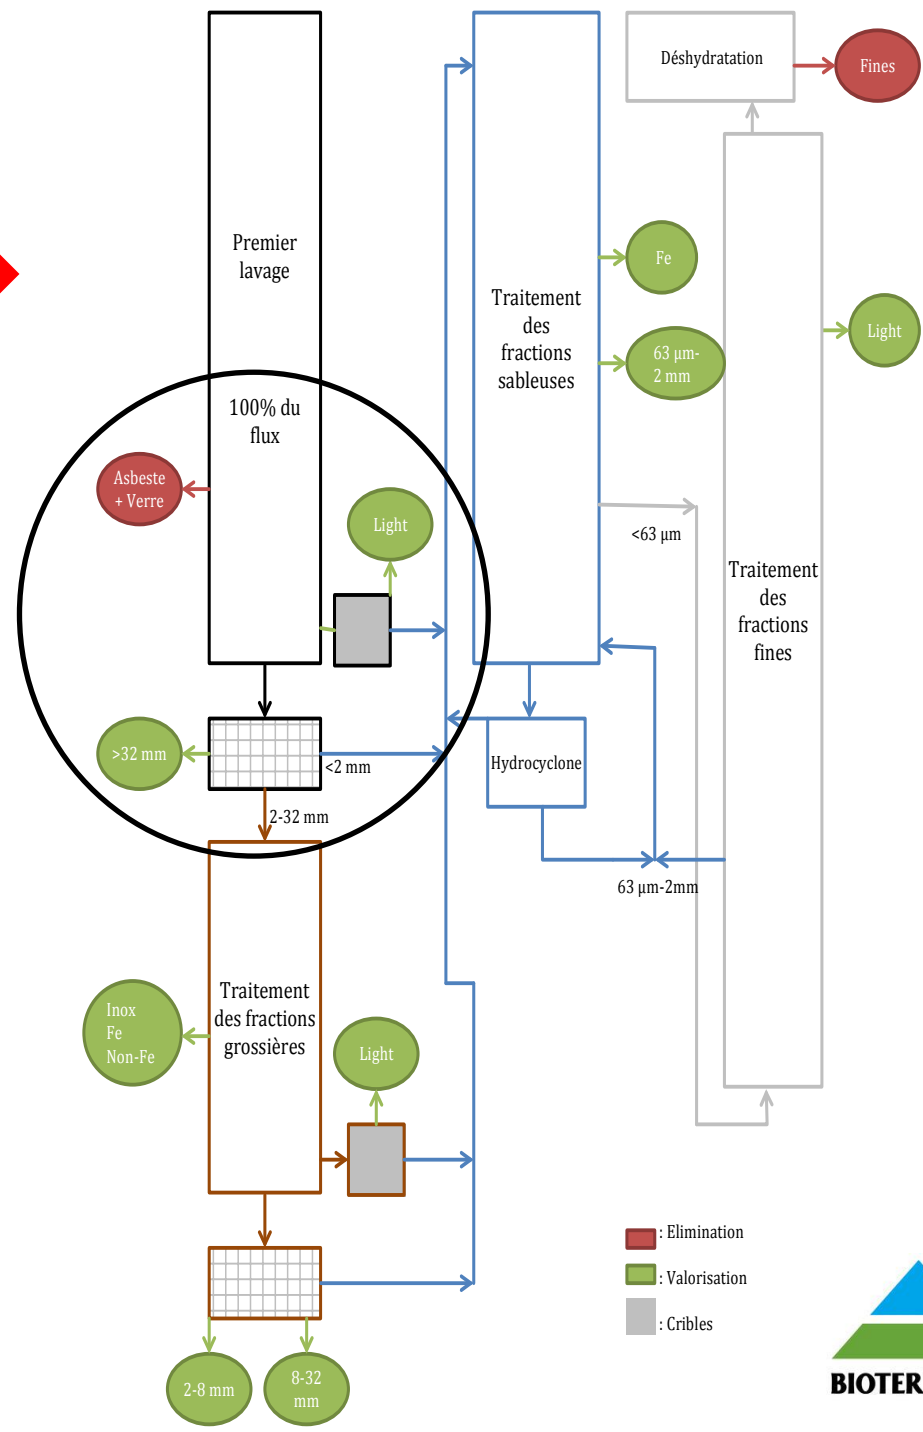 Déshydratation
Fines
Premier
lavage
Fe
Traitement
des
fractions
sableuses
Light
63 µm-
2 mm
100% du
flux
Asbeste
+ Verre
Light
<63 µm
Traitement
des
fractions
fines
>32 mm
<2 mm
Hydrocyclone
2-32 mm
63 µm-2mm
Inox
Fe
Non-Fe
Traitement
des fractions
grossières
Light
: Elimination
: Valorisation
: Cribles
2-8 mm
8-32
mm
BIOTER